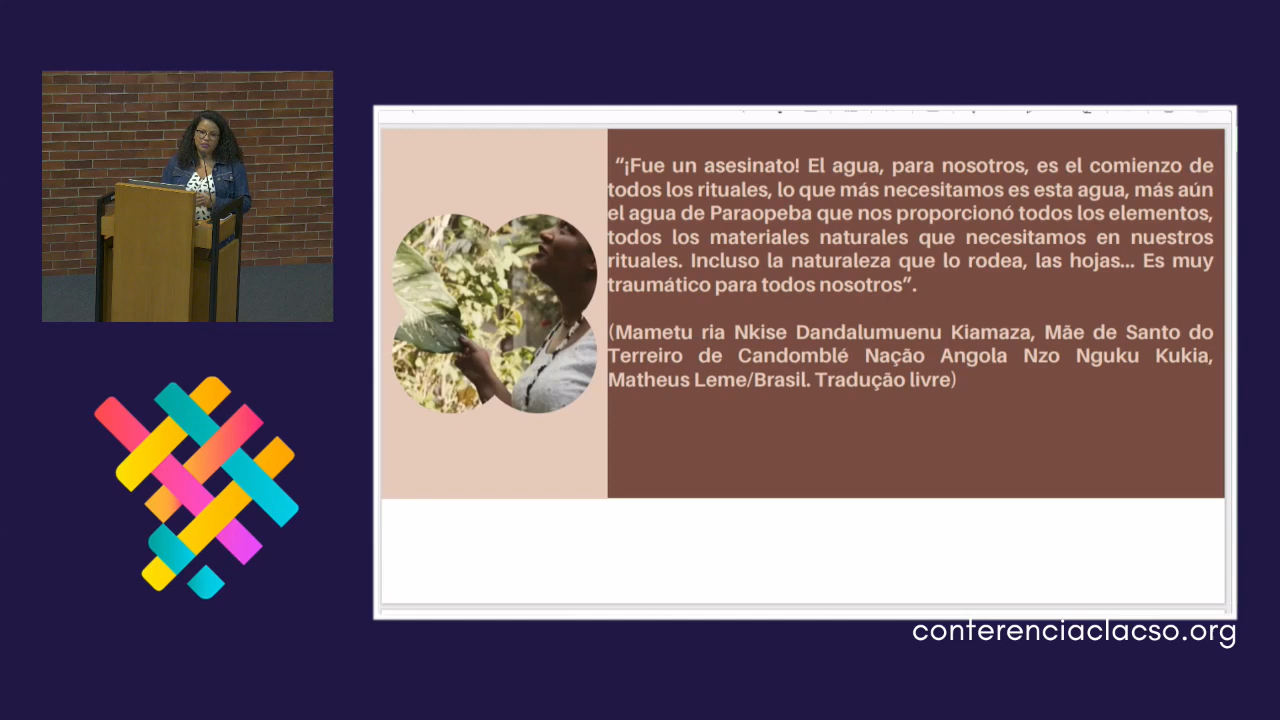 “¡Fue un asesinato! El agua, para nosotros, es el comienzo de
todos los rituales, lo que más necesitamos es esta agua, más aún
el agua de Paraopeba que nos proporcionó todos los elementos,
todos los materiales naturales que necesitamos en nuestros
rituales. Incluso la naturaleza que lo rodea, las hojas... Es muy
traumático para todos nosotros”.
(Mametu ria Nkise Dandalumuenu Kiamaza, Mãe de Santo do
Terreiro de Candomblé Nação Angola Nzo Nguku Kukia,
Matheus Leme/Brasil. Tradução livre)
conferenciaclacso.org